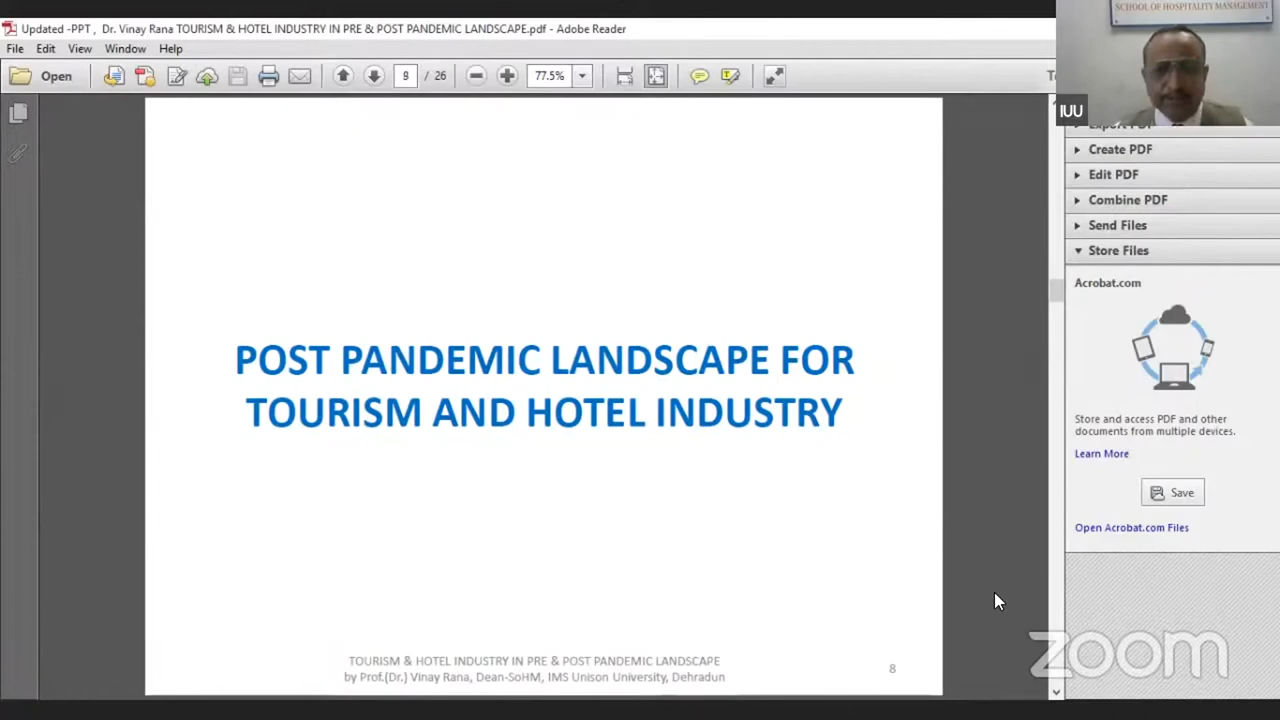 Updated -PPT , Dr. Vinay Rana TOURISM & HOTEL INDUSTRY IN PRE & POST PANDEMIC LANDSCAPE.pdf - Adobe Reader
SCHOOL OF HOSPITALITY MANAGEMENT
File Edit View Window Help
Open 9 / 26 77.5%
IUU
Export PDF
Create PDF
Edit PDF
Combine PDF
Send Files
Store Files
Acrobat.com
Store and access PDF and other
documents from multiple devices.
Learn More
Save
Open Acrobat.com Files
POST PANDEMIC LANDSCAPE FOR
TOURISM AND HOTEL INDUSTRY
TOURISM & HOTEL INDUSTRY IN PRE & POST PANDEMIC LANDSCAPE
by Prof.(Dr.) Vinay Rana, Dean-SoHM, IMS Unison University, Dehradun
8
zoom